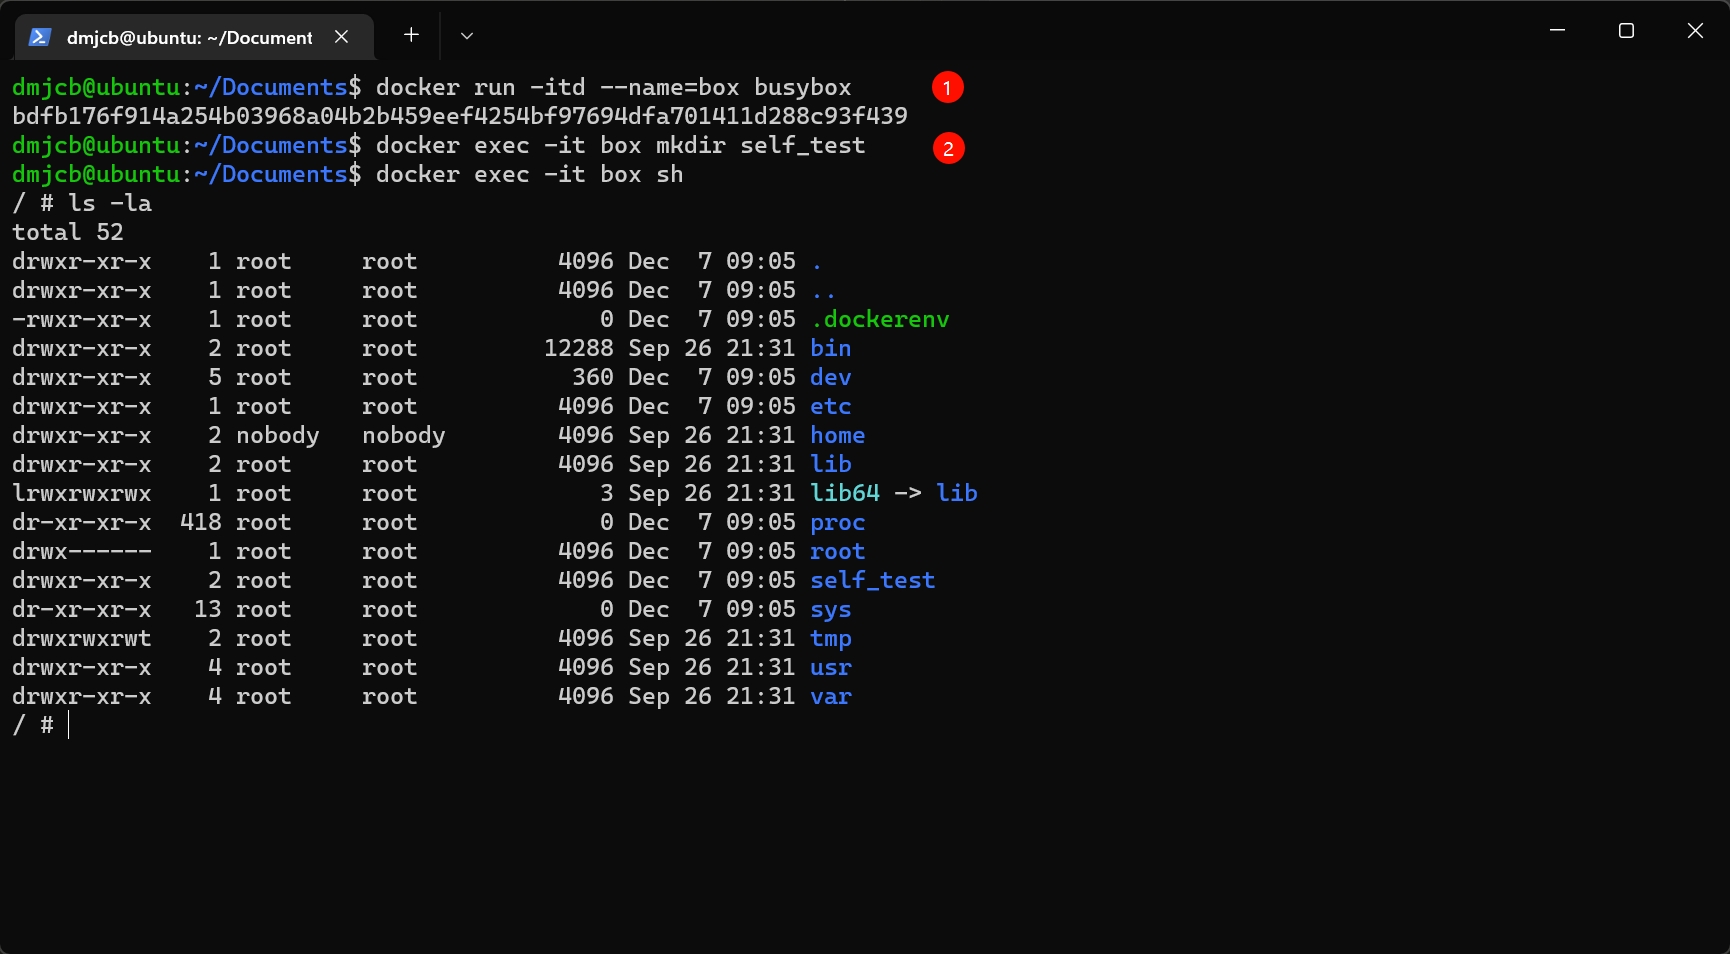 dmjcb@ubuntu: ~/Document
dmjcb@ubuntu:~/Documents$ docker run -itd --name=box busybox 1
bdfb176f914a254b03968a04b2b459eef4254bf97694dfa701411d288c93f439
dmjcb@ubuntu:~/Documents$ docker exec -it box mkdir self_test 2
dmjcb@ubuntu:~/Documents$ docker exec -it box sh
/ # ls -la
total 52
drwxr-xr-x    1 root     root          4096 Dec  7 09:05 .
drwxr-xr-x    1 root     root          4096 Dec  7 09:05 ..
-rwxr-xr-x    1 root     root             0 Dec  7 09:05 .dockerenv
drwxr-xr-x    2 root     root         12288 Sep 26 21:31 bin
drwxr-xr-x    5 root     root           360 Dec  7 09:05 dev
drwxr-xr-x    1 root     root          4096 Dec  7 09:05 etc
drwxr-xr-x    2 nobody   nobody        4096 Sep 26 21:31 home
drwxr-xr-x    2 root     root          4096 Sep 26 21:31 lib
lrwxrwxrwx    1 root     root             3 Sep 26 21:31 lib64 -> lib
dr-xr-xr-x  418 root     root             0 Dec  7 09:05 proc
drwx------    1 root     root          4096 Dec  7 09:05 root
drwxr-xr-x    2 root     root          4096 Dec  7 09:05 self_test
dr-xr-xr-x   13 root     root             0 Dec  7 09:05 sys
drwxrwxrwt    2 root     root          4096 Sep 26 21:31 tmp
drwxr-xr-x    4 root     root          4096 Sep 26 21:31 usr
drwxr-xr-x    4 root     root          4096 Sep 26 21:31 var
/ #